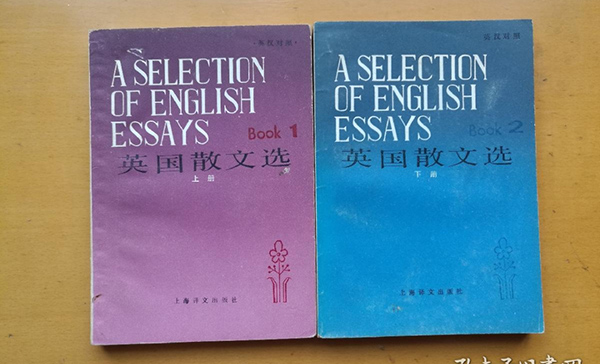 ·英汉对照·
A SELECTION
OF ENGLISH
ESSAYS
Book 1
英国散文选
上册
上海译文出版社
英汉对照
A SELECTION
OF ENGLISH
ESSAYS
Book 2
英国散文选
下册
上海译文出版社